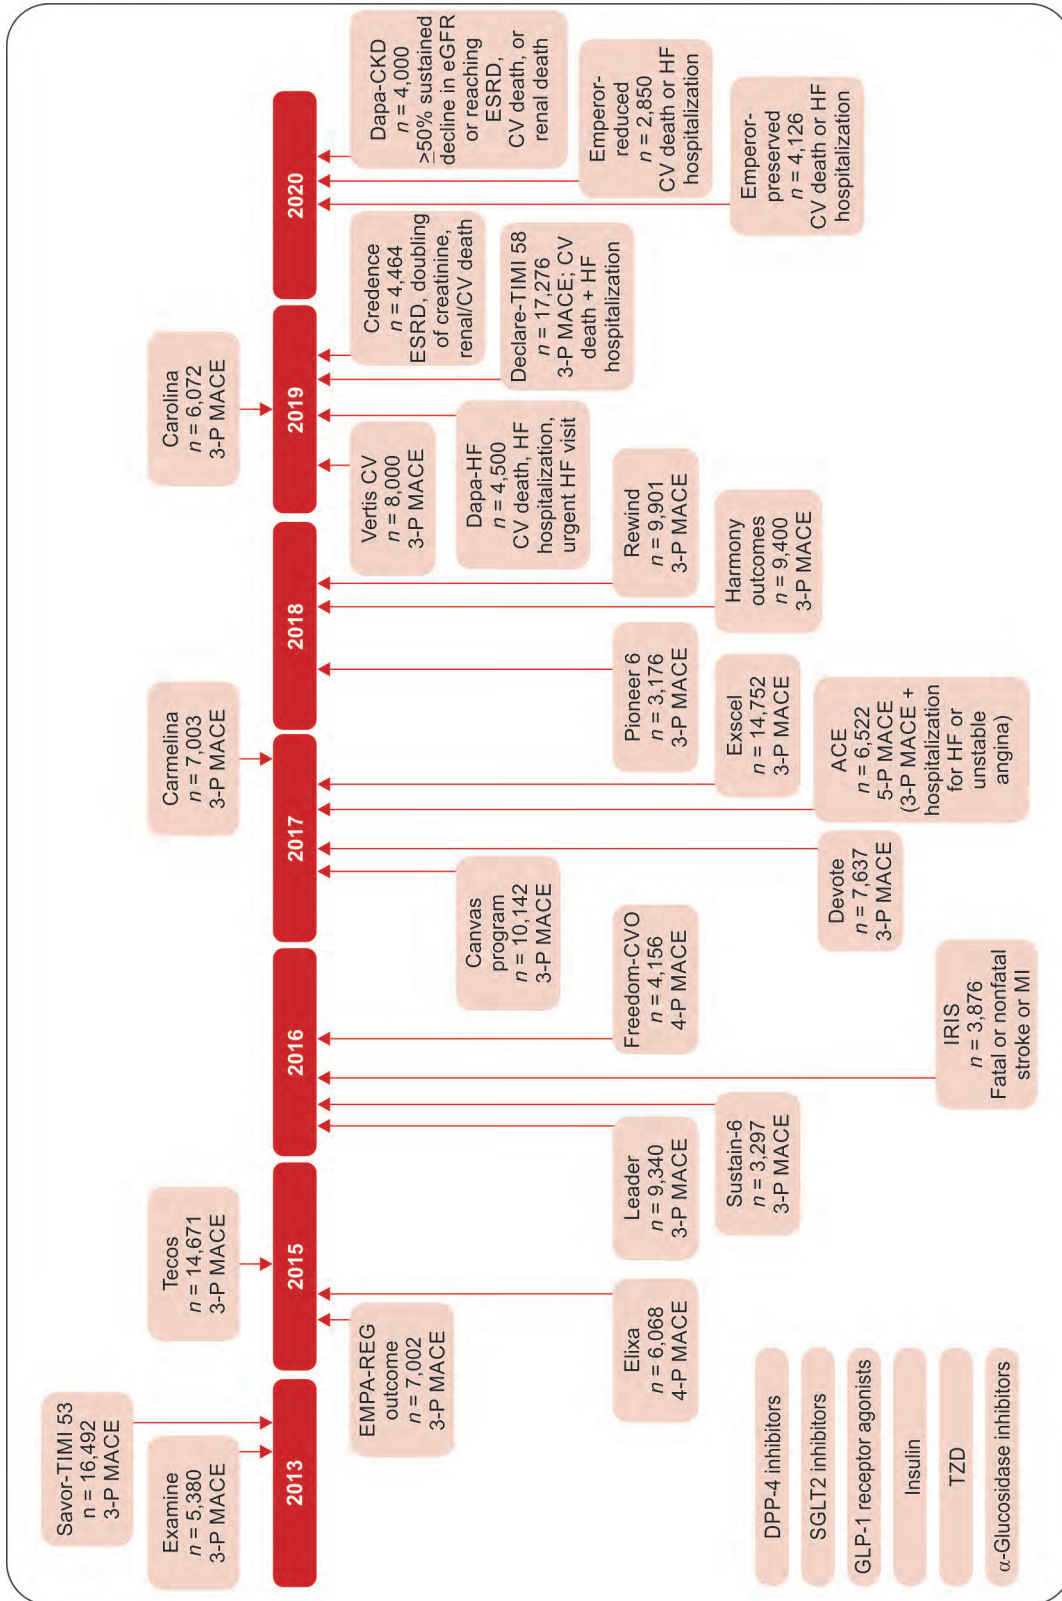 Savor-TIMI 53
n = 16,492
3-P MACE
Examine
n = 5,380
3-P MACE
Tecos
n = 14,671
3-P MACE
Carmelina
n = 7,003
3-P MACE
Carolina
n = 6,072
3-P MACE
2013
2015
2016
2017
2018
2019
2020
EMPA-REG
outcome
n = 7,002
3-P MACE
Elixa
n = 6,068
4-P MACE
Leader
n = 9,340
3-P MACE
Sustain-6
n = 3,297
3-P MACE
IRIS
n = 3,876
Fatal or nonfatal
stroke or MI
Freedom-CVO
n = 4,156
4-P MACE
Canvas
program
n = 10,142
3-P MACE
Devote
n = 7,637
3-P MACE
ACE
n = 6,522
5-P MACE
(3-P MACE +
hospitalization
for HF or
unstable
angina)
Exscel
n = 14,752
3-P MACE
Pioneer 6
n = 3,176
3-P MACE
Harmony
outcomes
n = 9,400
3-P MACE
Rewind
n = 9,901
3-P MACE
Vertis CV
n = 8,000
3-P MACE
Dapa-HF
n = 4,500
CV death, HF
hospitalization,
urgent HF visit
Declare-TIMI 58
n = 17,276
3-P MACE; CV
death + HF
hospitalization
Credence
n = 4,464
ESRD, doubling
of creatinine,
renal/CV death
Emperor-
preserved
n = 4,126
CV death or HF
hospitalization
Emperor-
reduced
n = 2,850
CV death or HF
hospitalization
Dapa-CKD
n = 4,000
≥50% sustained
decline in eGFR
or reaching
ESRD,
CV death, or
renal death
DPP-4 inhibitors
SGLT2 inhibitors
GLP-1 receptor agonists
Insulin
TZD
α-Glucosidase inhibitors